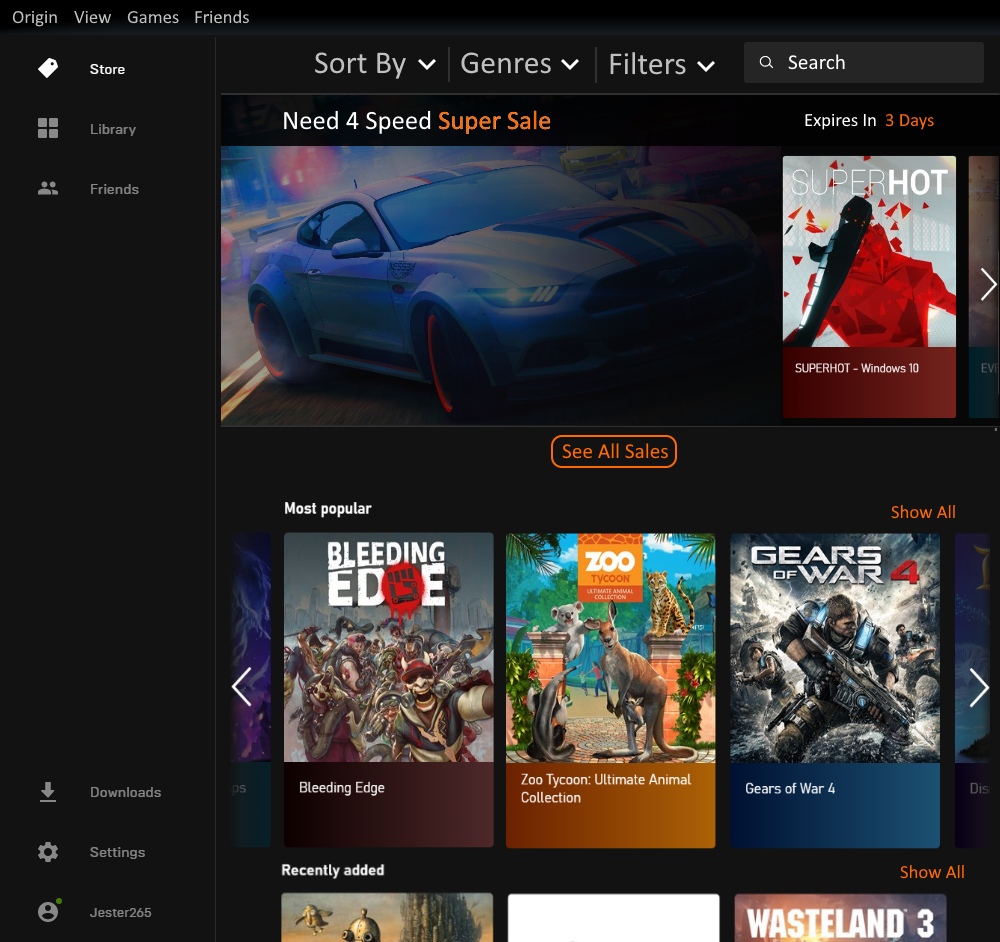 Origin View Games Friends
Store
Library
Friends
Downloads
Settings
Jester265
Sort By
Genres
Filters
Search
Need 4 Speed Super Sale
Expires In 3 Days
SUPERHOT
SUPERHOT - Windows 10
See All Sales
Most popular
Show All
BLEEDING
EDGE
Bleeding Edge
ZOO
TYCOON
ULTIMATE ANIMAL
COLLECTION
Zoo Tycoon: Ultimate Animal
Collection
GEARS
OF WAR 4
Gears of War 4
Recently added
Show All
WASTELAND 3